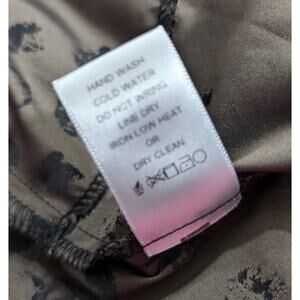 HAND WASH
COLD WATER
DO NOT WRING
LINE DRY
IRON LOW HEAT
OR
DRY CLEAN